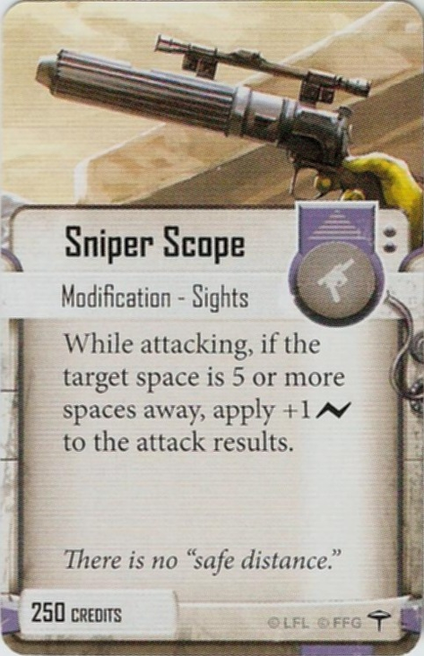 Sniper Scope
Modification - Sights
While attacking, if the
target space is 5 or more
spaces away, apply +1
to the attack results.
There is no “safe distance.”
250 CREDITS
© LFL © FFG